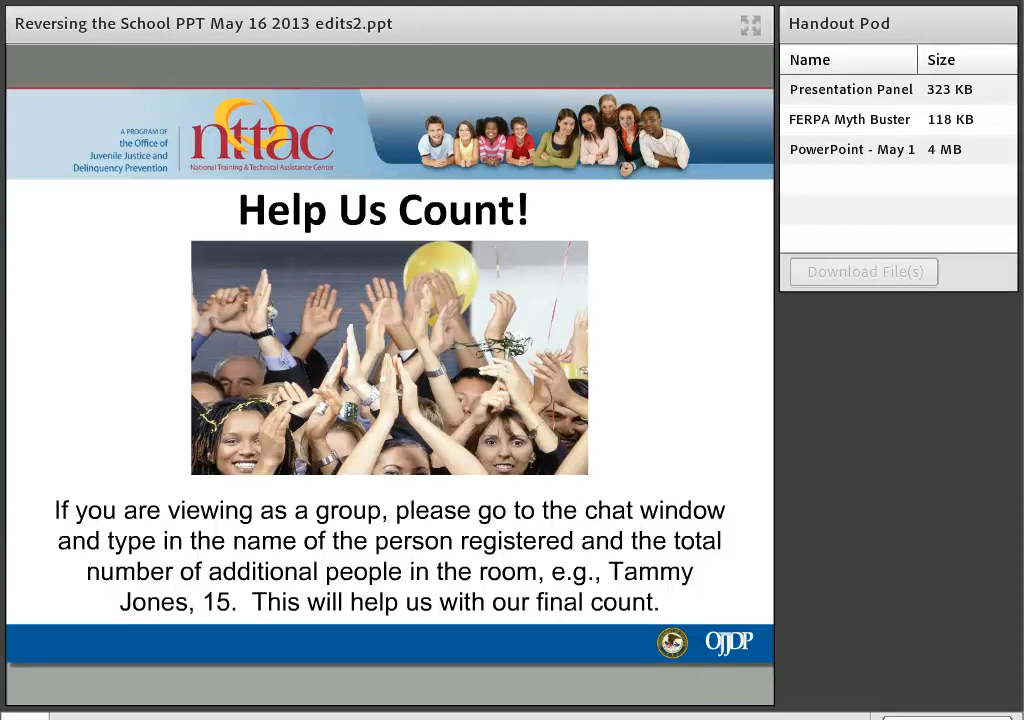 Reversing the School PPT May 16 2013 edits2.ppt
Handout Pod
Name Size
Presentation Panel 323 KB
FERPA Myth Buster 118 KB
PowerPoint - May 1 4 MB
Download File(s)
A PROGRAM OF
the Office of
Juvenile Justice and
Delinquency Prevention
nttac
National Training & Technical Assistance Center
Help Us Count!
If you are viewing as a group, please go to the chat window
and type in the name of the person registered and the total
number of additional people in the room, e.g., Tammy
Jones, 15. This will help us with our final count.
OJJDP